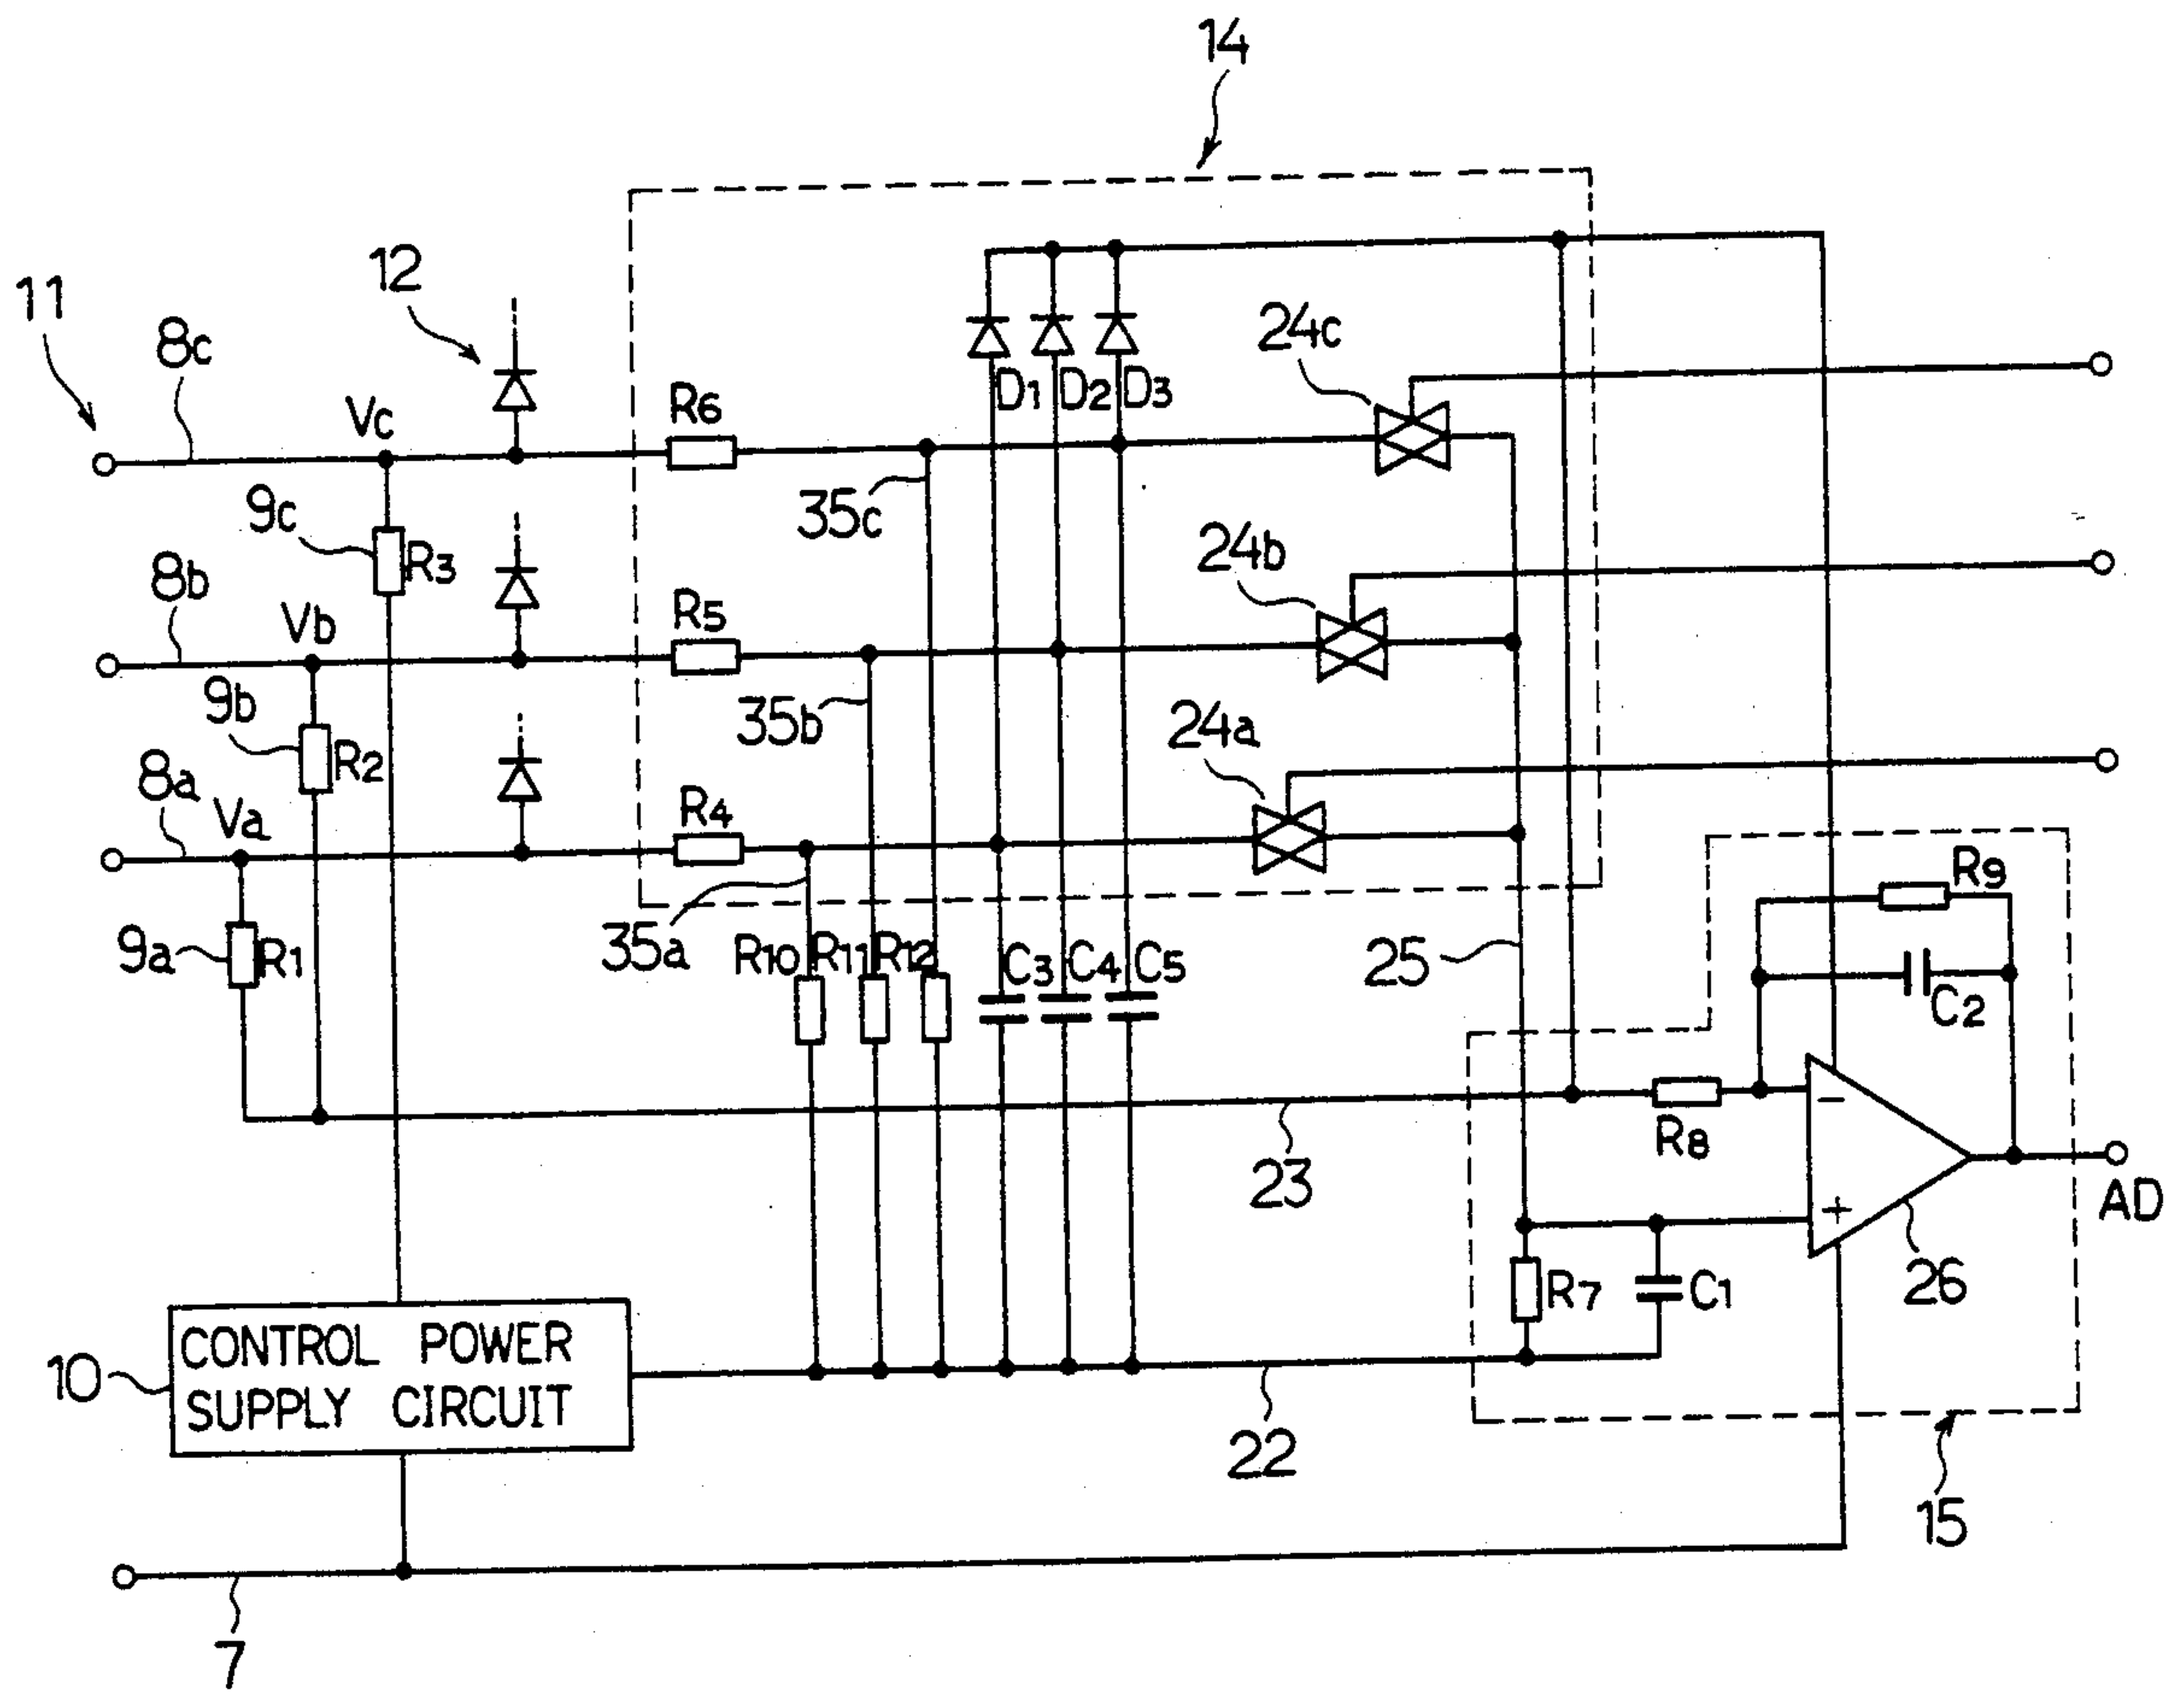 14
11
12
8c
Vc
R6
D1
D2
D3
24c
9c
R3
35c
8b
Vb
R5
24b
9b
R2
35b
8a
Va
R4
24a
9a
R1
35a
R10
R11
R12
C3
C4
C5
25
R9
C2
R8
−
+
23
AD
26
R7
C1
10
CONTROL POWER
SUPPLY CIRCUIT
22
15
7